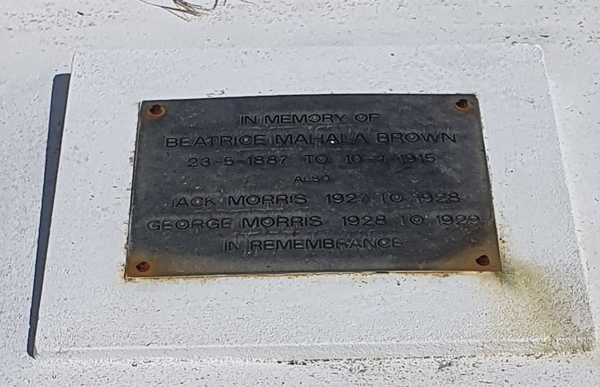 IN MEMORY OF
BEATRICE MAHALA BROWN
23-5-1887 TO 10-7-1915
ALSO
JACK MORRIS 1927 TO 1928
GEORGE MORRIS 1928 TO 1929
IN REMEMBRANCE